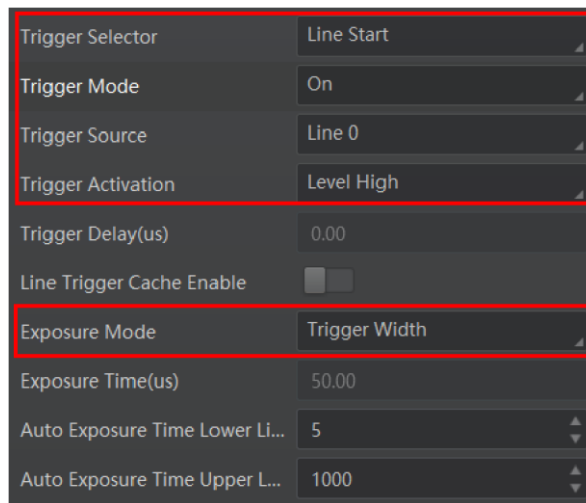 Trigger Selector Line Start
Trigger Mode On
Trigger Source Line 0
Trigger Activation Level High
Trigger Delay(us) 0.00
Line Trigger Cache Enable
Exposure Mode Trigger Width
Exposure Time(us) 50.00
Auto Exposure Time Lower Li... 5
Auto Exposure Time Upper L... 1000